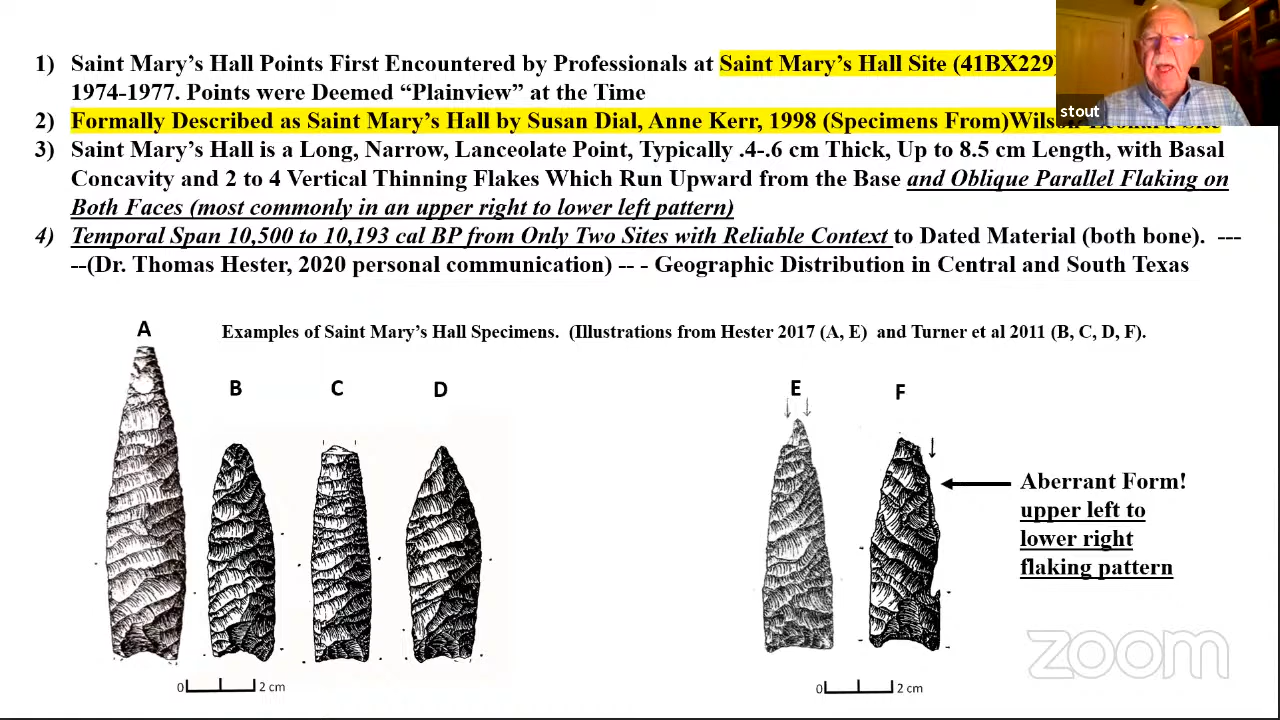 1) Saint Mary's Hall Points First Encountered by Professionals at Saint Mary's Hall Site (41BX229)
1974-1977. Points were Deemed “Plainview” at the Time
stout
2) Formally Described as Saint Mary's Hall by Susan Dial, Anne Kerr, 1998 (Specimens From)Wilson-Leonard Site
3) Saint Mary's Hall is a Long, Narrow, Lanceolate Point, Typically .4-.6 cm Thick, Up to 8.5 cm Length, with Basal
Concavity and 2 to 4 Vertical Thinning Flakes Which Run Upward from the Base and Oblique Parallel Flaking on
Both Faces (most commonly in an upper right to lower left pattern)
4) Temporal Span 10,500 to 10,193 cal BP from Only Two Sites with Reliable Context to Dated Material (both bone). ---
--(Dr. Thomas Hester, 2020 personal communication) -- - Geographic Distribution in Central and South Texas
Examples of Saint Mary's Hall Specimens. (Illustrations from Hester 2017 (A, E) and Turner et al 2011 (B, C, D, F).
A
B
C
D
E
F
Aberrant Form!
upper left to
lower right
flaking pattern
0 2 cm
0 2 cm
zoom